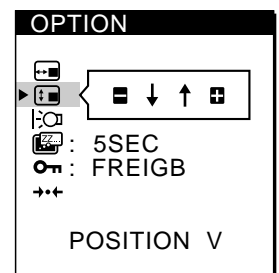 OPTION
− ↓ ↑ +
: 5SEC
: FREIGB
POSITION V